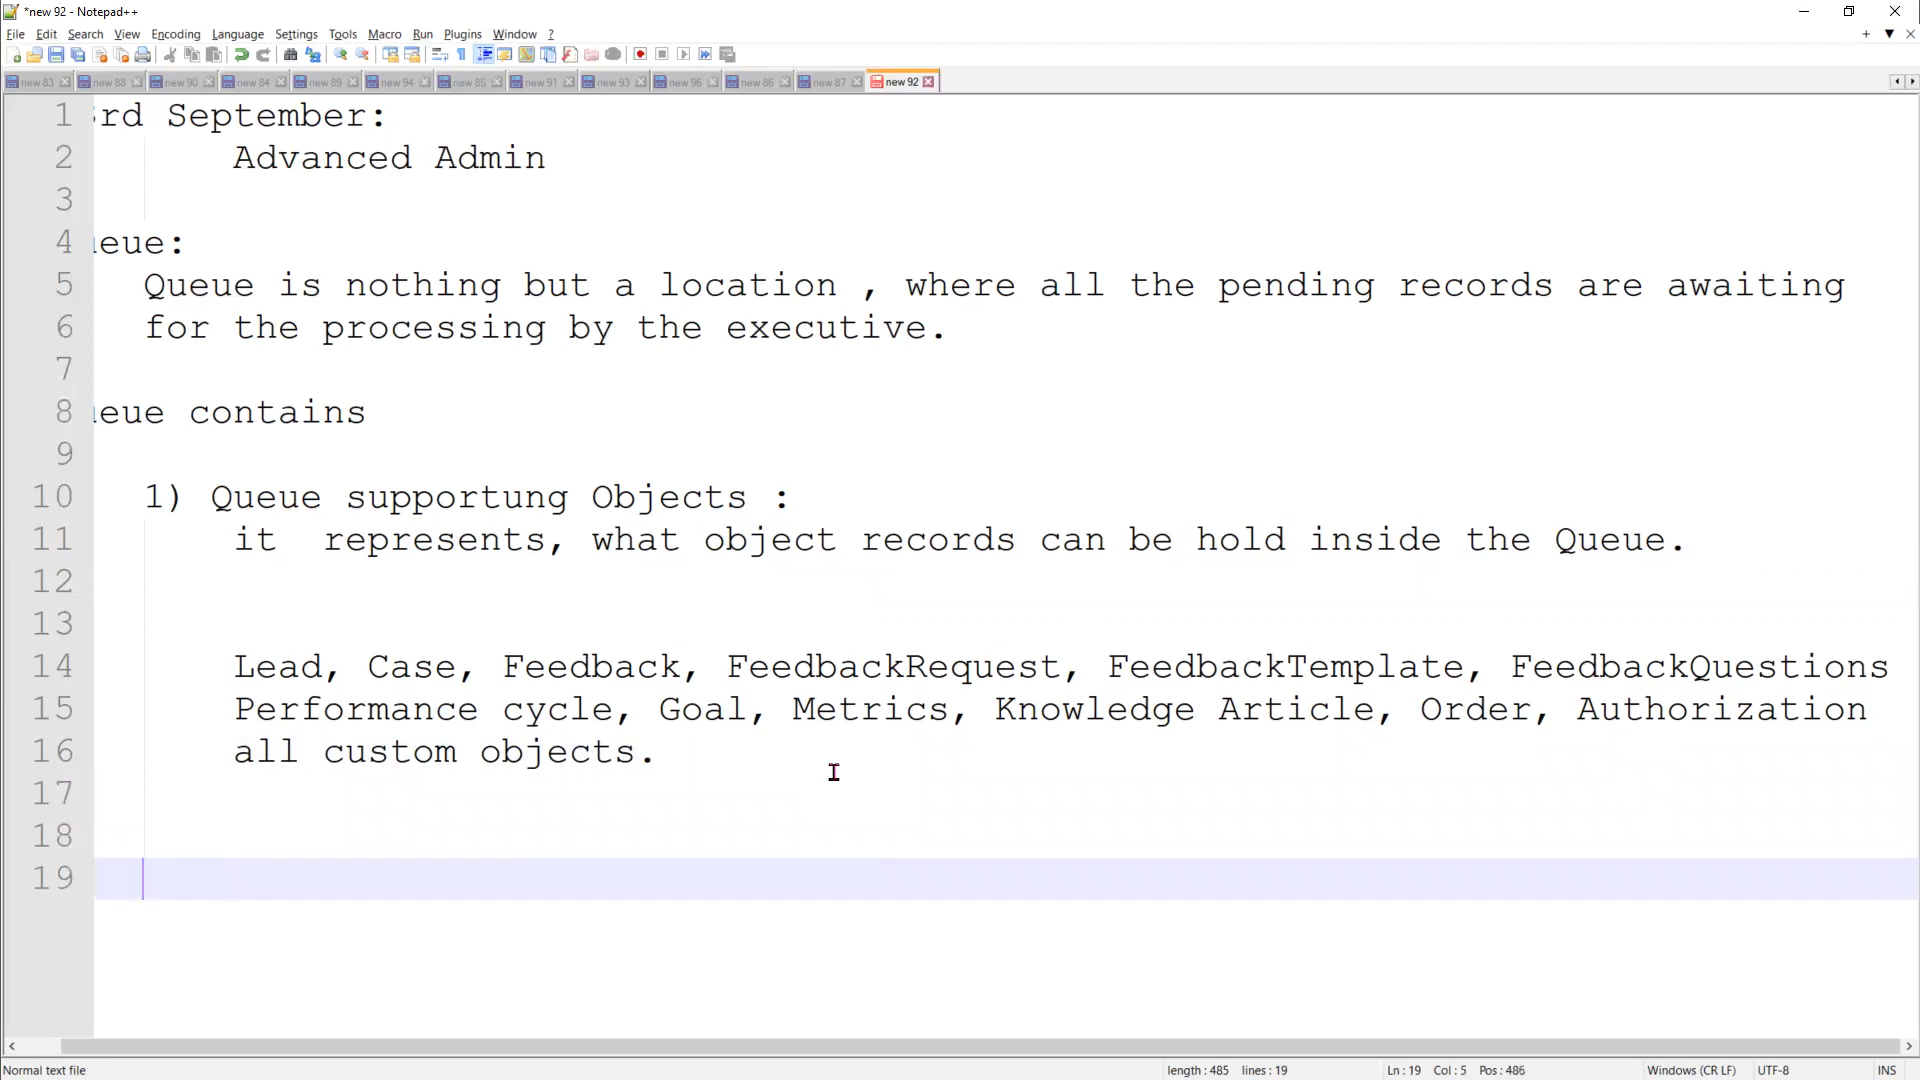 *new 92 - Notepad++
File Edit Search View Encoding Language Settings Tools Macro Run Plugins Window ?
new 83 new 88 new 90 new 84 new 89 new 94 new 85 new 91 new 93 new 96 new 86 new 87 new 92
1 3rd September:
2 Advanced Admin
3
4 ueue:
5 Queue is nothing but a location , where all the pending records are awaiting
6 for the processing by the executive.
7
8 ueue contains
9
10 1) Queue supportung Objects :
11 it represents, what object records can be hold inside the Queue.
12
13
14 Lead, Case, Feedback, FeedbackRequest, FeedbackTemplate, FeedbackQuestions
15 Performance cycle, Goal, Metrics, Knowledge Article, Order, Authorization
16 all custom objects.
17
18
19
Normal text file length : 485 lines : 19 Ln : 19 Col : 5 Pos : 486 Windows (CR LF) UTF-8 INS